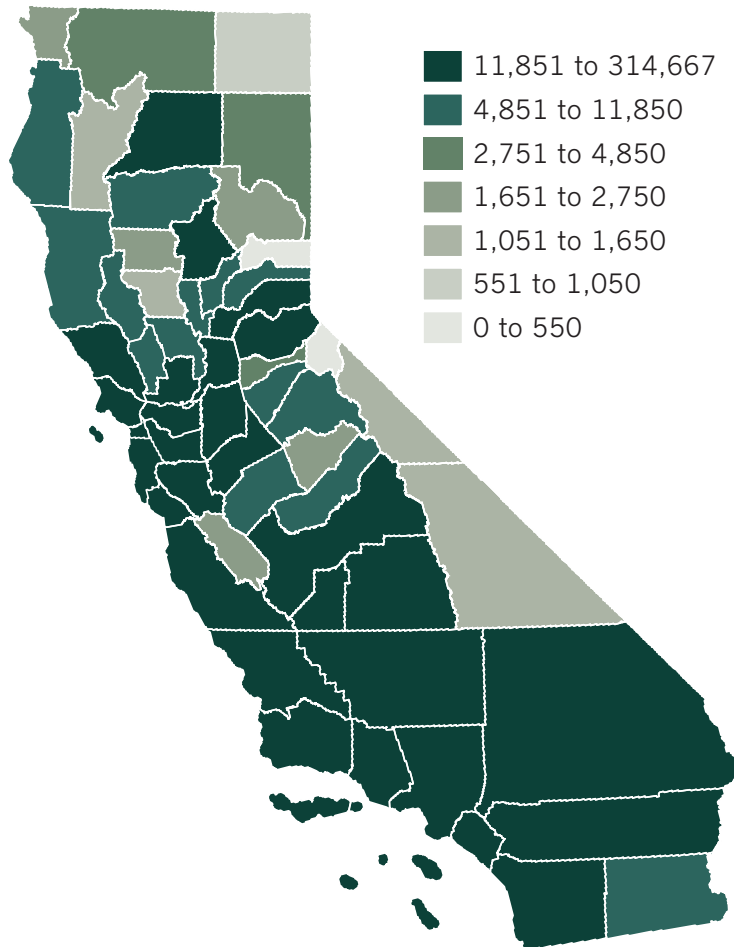 11,851 to 314,667
4,851 to 11,850
2,751 to 4,850
1,651 to 2,750
1,051 to 1,650
551 to 1,050
0 to 550